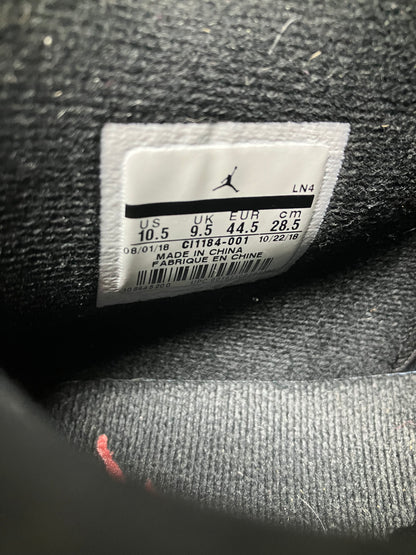 LN4
US UK EUR cm
10.5 9.5 44.5 28.5
08/01/18 CI1184-001 10/22/18
MADE IN CHINA
FABRIQUE EN CHINE